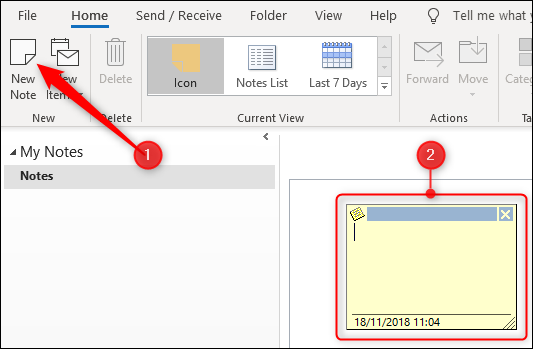 File Home Send / Receive Folder View Help Tell me what y
New Note
New Items
Delete
Icon
Notes List
Last 7 Days
Forward
Move
Categ
New Delete Current View Actions Ta
1
My Notes
Notes
2
18/11/2018 11:04